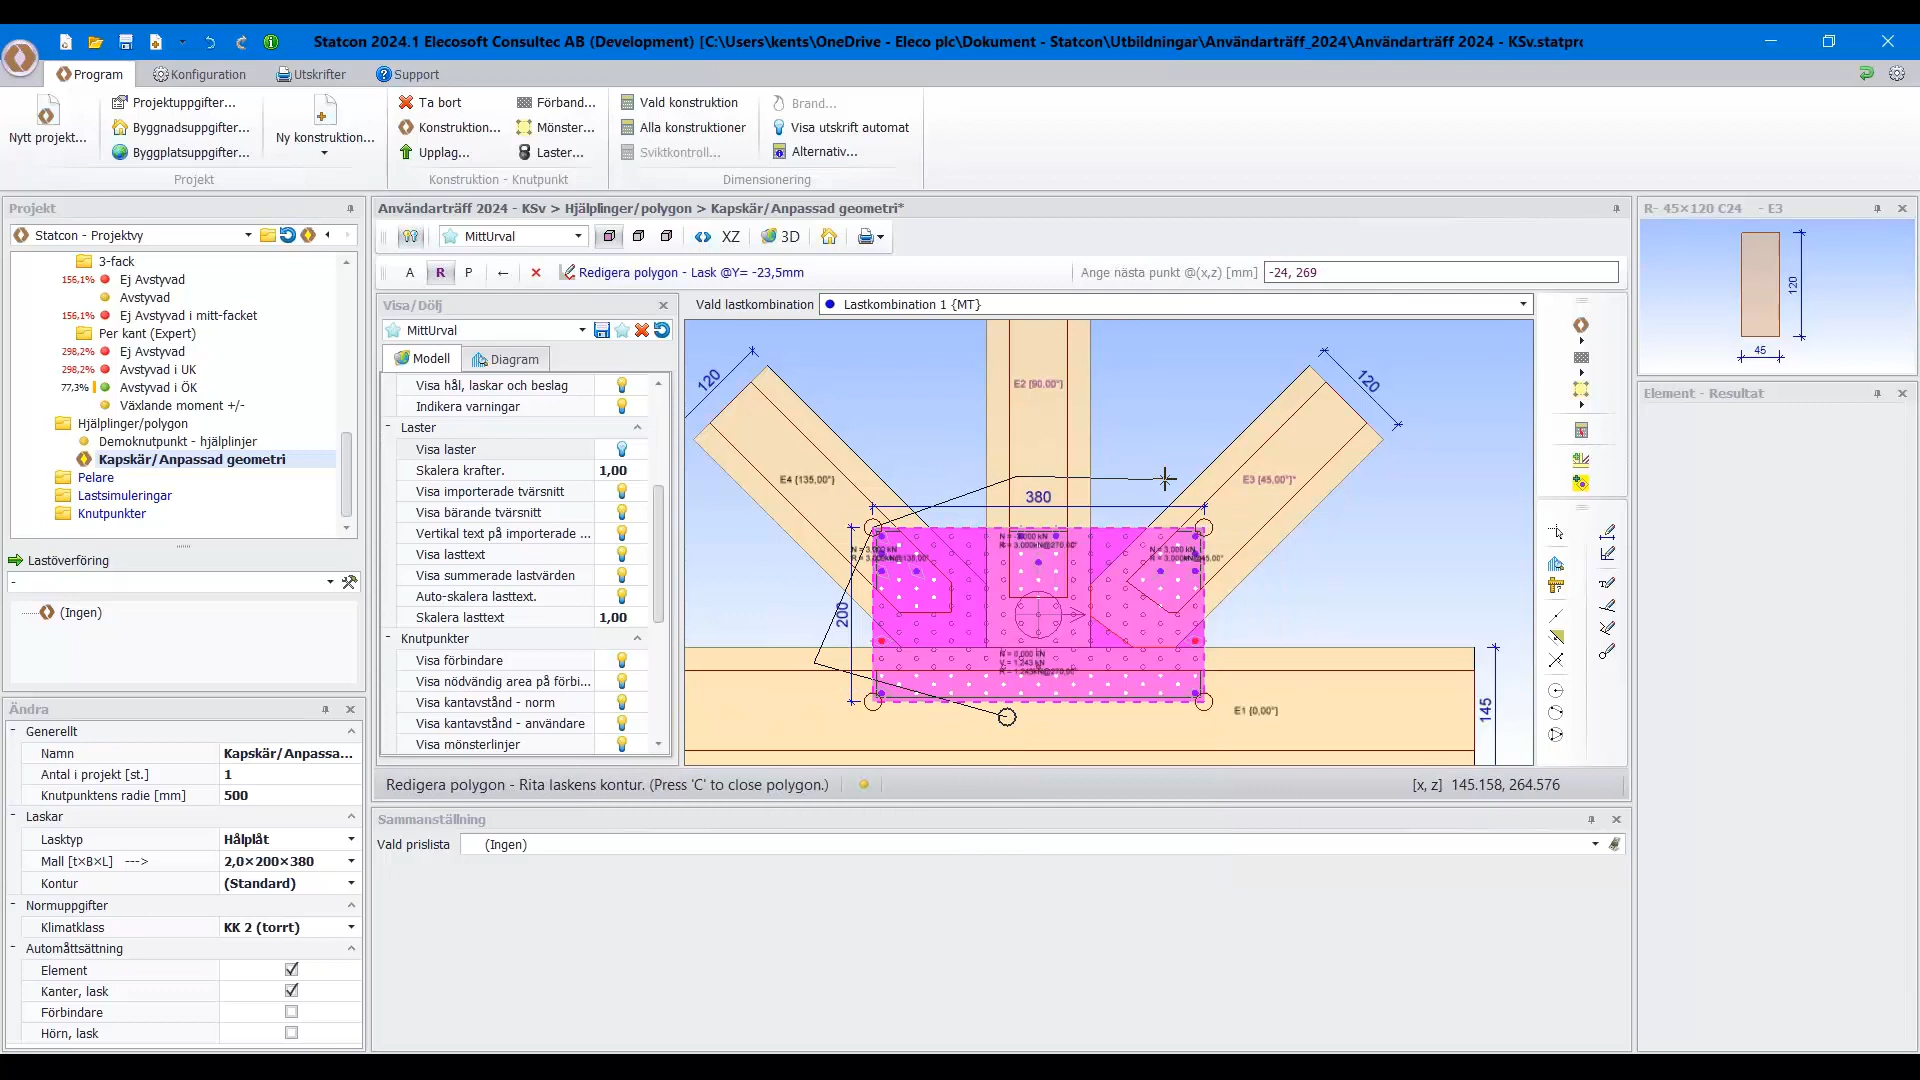 Statcon 2024.1 Elecosoft Consultec AB (Development) [C:\Users\kents\OneDrive - Eleco plc\Dokument - Statcon\Utbildningar\Användarträff_2024\Användarträff 2024 - KSv.statpro
Program
Konfiguration
Utskrifter
Support
Nytt projekt...
Projektuppgifter...
Byggnadsuppgifter...
Byggplatsuppgifter...
Ny konstruktion...
Projekt
Ta bort
Konstruktion...
Upplag...
Förband...
Mönster...
Laster...
Konstruktion - Knutpunkt
Vald konstruktion
Alla konstruktioner
Sviktkontroll...
Brand...
Visa utskrift automat
Alternativ...
Dimensionering
Projekt
Statcon - Projektvy
3-fack
156,1% Ej Avstyvad
Avstyvad
156,1% Ej Avstyvad i mitt-facket
Per kant (Expert)
298,2% Ej Avstyvad
298,2% Avstyvad i UK
77,3% Avstyvad i ÖK
Växlande moment +/-
Hjälplinger/polygon
Demoknutpunkt - hjälplinjer
Kapskär/Anpassad geometri
Pelare
Lastsimuleringar
Knutpunkter
Lastöverföring
-
(Ingen)
Ändra
Generellt
Namn Kapskär/Anpassa...
Antal i projekt [st.] 1
Knutpunktens radie [mm] 500
Laskar
Lasktyp Hålplåt
Mall [t×B×L] ---> 2,0×200×380
Kontur (Standard)
Normuppgifter
Klimatklass KK 2 (torrt)
Automåttsättning
Element
Kanter, lask
Förbindare
Hörn, lask
Användarträff 2024 - KSv > Hjälplinger/polygon > Kapskär/Anpassad geometri*
MittUrval
XZ
3D
A
R
P
Redigera polygon - Lask @Y= -23,5mm
Ange nästa punkt @(x,z) [mm]
-24, 269
Visa/Dölj
MittUrval
Modell
Diagram
Visa hål, laskar och beslag
Indikera varningar
Laster
Visa laster
Skalera krafter. 1,00
Visa importerade tvärsnitt
Visa bärande tvärsnitt
Vertikal text på importerade ...
Visa lasttext
Visa summerade lastvärden
Auto-skalera lasttext.
Skalera lasttext 1,00
Knutpunkter
Visa förbindare
Visa nödvändig area på förbi...
Visa kantavstånd - norm
Visa kantavstånd - användare
Visa mönsterlinjer
Vald lastkombination
Lastkombination 1 {MT}
120
120
E2 [90.00°]
E4 [135,00°]
E3 [45,00°]*
380
200
N = 3,000 kN
N = 3,000 kN
V = 1,243 kN
E1 [0,00°]
145
Redigera polygon - Rita laskens kontur. (Press 'C' to close polygon.)
[x, z] 145.158, 264.576
Sammanställning
Vald prislista
(Ingen)
R- 45×120 C24 - E3
120
45
Element - Resultat